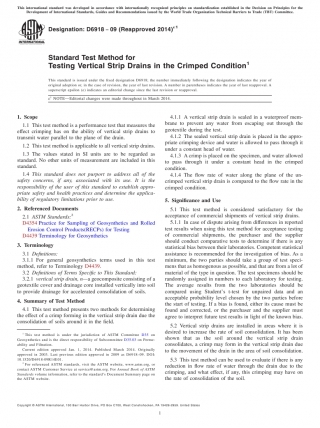 This international standard was developed in accordance with internationally recognized principles on standardization established in the Decision on Principles for the
Development of International Standards, Guides and Recommendations issued by the World Trade Organization Technical Barriers to Trade (TBT) Committee.
Designation: D6918 − 09 (Reapproved 2014)ɛ1
Standard Test Method for
Testing Vertical Strip Drains in the Crimped Condition1
This standard is issued under the fixed designation D6918; the number immediately following the designation indicates the year of
original adoption or, in the case of revision, the year of last revision. A number in parentheses indicates the year of last reapproval. A
superscript epsilon (ɛ) indicates an editorial change since the last revision or reapproval.
ɛ1 NOTE—Editorial changes were made throughout in March 2014.
1. Scope
1.1 This test method is a performance test that measures the
effect crimping has on the ability of vertical strip drains to
transmit water parallel to the plane of the drain.
1.2 This test method is applicable to all vertical strip drains.
1.3 The values stated in SI units are to be regarded as
standard. No other units of measurement are included in this
standard.
1.4 This standard does not purport to address all of the
safety concerns, if any, associated with its use. It is the
responsibility of the user of this standard to establish appro-
priate safety and health practices and determine the applica-
bility of regulatory limitations prior to use.
2. Referenced Documents
2.1 ASTM Standards:2
D4354 Practice for Sampling of Geosynthetics and Rolled
Erosion Control Products(RECPs) for Testing
D4439 Terminology for Geosynthetics
3. Terminology
3.1 Definitions:
3.1.1 For general geosynthetics terms used in this test
method, refer to Terminology D4439.
3.2 Definitions of Terms Specific to This Standard:
3.2.1 vertical strip drain, n—a geocomposite consisting of a
geotextile cover and drainage core installed vertically into soil
to provide drainage for accelerated consolidation of soils.
4. Summary of Test Method
4.1 This test method presents two methods for determining
the effect of a crimp forming in the vertical strip drain due the
consolidation of soils around it in the field.
1 This test method is under the jurisdiction of ASTM Committee D35 on
Geosynthetics and is the direct responsibility of Subcommittee D35.03 on Perme-
ability and Filtration.
Current edition approved Jan. 1, 2014. Published March 2014. Originally
approved in 2003. Last previous edition approved in 2009 as D6918–09. DOI:
10.1520/D6918-09R14E01.
2 For referenced ASTM standards, visit the ASTM website, www.astm.org, or
contact ASTM Customer Service at service@astm.org. For Annual Book of ASTM
Standards volume information, refer to the standard's Document Summary page on
the ASTM website.
4.1.1 A vertical strip drain is sealed in a waterproof mem-
brane to prevent any water from escaping out through the
geotextile during the test.
4.1.2 The sealed vertical strip drain is placed in the appro-
priate crimping device and water is allowed to pass through it
under a constant head of water.
4.1.3 A crimp is placed on the specimen, and water allowed
to pass through it under a constant head in the crimped
condition.
4.1.4 The flow rate of water along the plane of the un-
crimped vertical strip drain is compared to the flow rate in the
crimped condition.
5. Significance and Use
5.1 This test method is considered satisfactory for the
acceptance of commercial shipments of vertical strip drains.
5.1.1 In case of dispute arising from differences in reported
test results when using this test method for acceptance testing
of commercial shipments, the purchaser and the supplier
should conduct comparative tests to determine if there is any
statistical bias between their laboratories. Competent statistical
assistance is recommended for the investigation of bias. As a
minimum, the two parties should take a group of test speci-
mens that as homogeneous as possible, and that are from a lot of
material of the type in question. The test specimens should be
randomly assigned in numbers to each laboratory for testing.
The average results from the two laboratories should be
compared using Student's t-test for unpaired data and an
acceptable probability level chosen by the two parties before
the start of testing. If a bias is found, either its cause must be
found and corrected, or the purchaser and the supplier must
agree to interpret future test results in light of the known bias.
5.2 Vertical strip drains are installed in areas where it is
desired to increase the rate of soil consolidation. It has been
shown that as the soil around the vertical strip drain
consolidates, a crimp may form in the vertical strip drain due
to the movement of the drain in the area of soil consolidation.
5.3 This test method can be used to evaluate if there is any
reduction in flow rate of water through the drain due to the
crimping, and what effect, if any, this crimping may have on
the rate of consolidation of the soil.
Copyright © ASTM International, 100 Barr Harbor Drive, PO Box C700, West Conshohocken, PA 19428-2959. United States
1